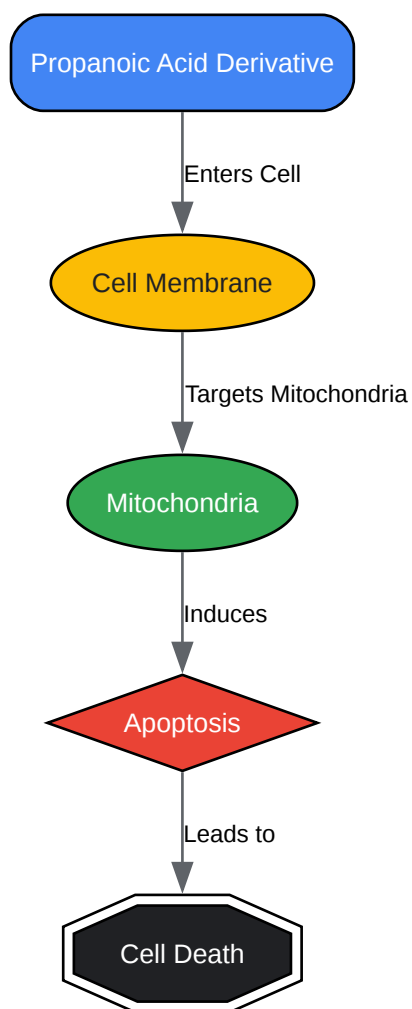 Propanoic Acid Derivative
Enters Cell
Cell Membrane
Targets Mitochondria
Mitochondria
Induces
Apoptosis
Leads to
Cell Death